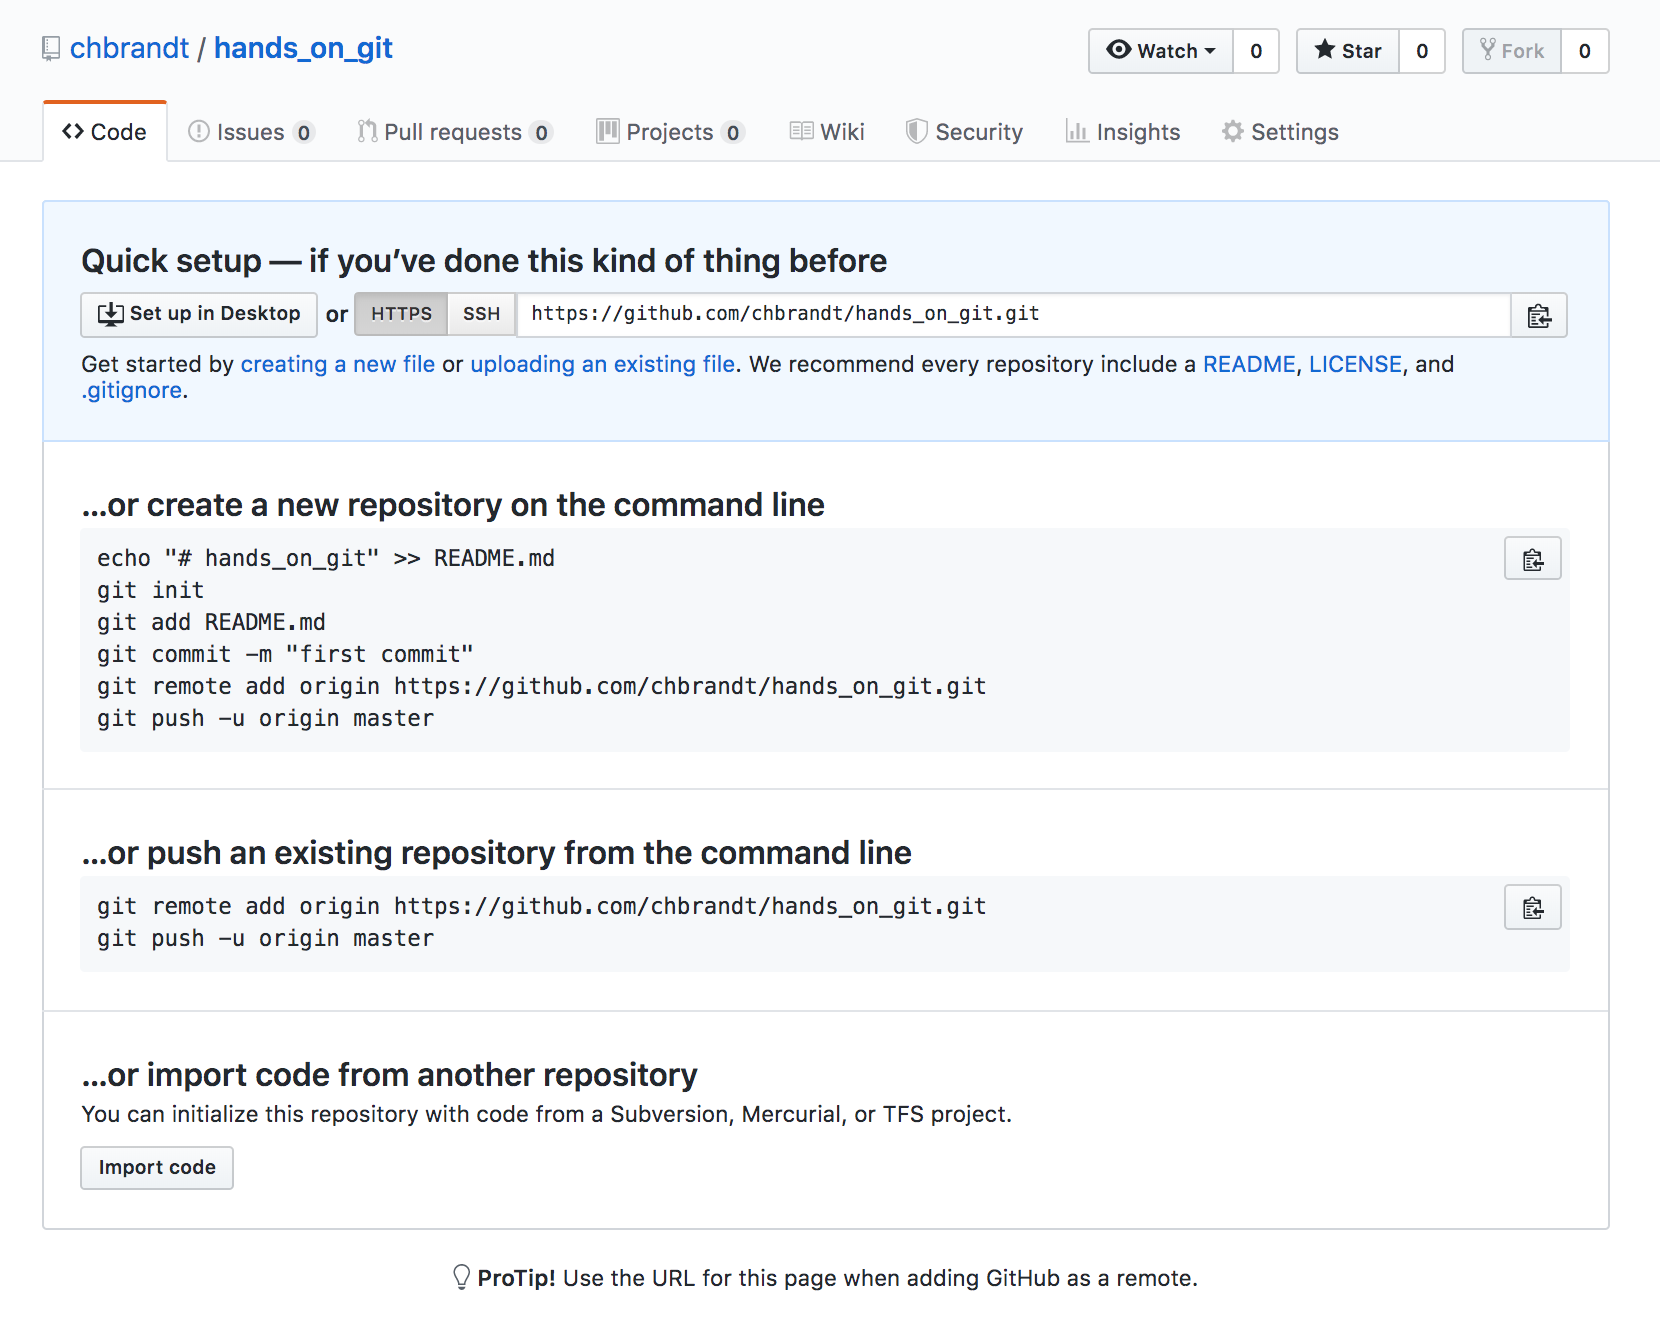 chbrandt / hands_on_git
Watch 0 Star 0 Fork 0
Code Issues 0 Pull requests 0 Projects 0 Wiki Security Insights Settings
Quick setup — if you’ve done this kind of thing before
Set up in Desktop or HTTPS SSH https://github.com/chbrandt/hands_on_git.git
Get started by creating a new file or uploading an existing file. We recommend every repository include a README, LICENSE, and
.gitignore.
…or create a new repository on the command line
echo "# hands_on_git" >> README.md
git init
git add README.md
git commit -m "first commit"
git remote add origin https://github.com/chbrandt/hands_on_git.git
git push -u origin master
…or push an existing repository from the command line
git remote add origin https://github.com/chbrandt/hands_on_git.git
git push -u origin master
…or import code from another repository
You can initialize this repository with code from a Subversion, Mercurial, or TFS project.
Import code
ProTip! Use the URL for this page when adding GitHub as a remote.